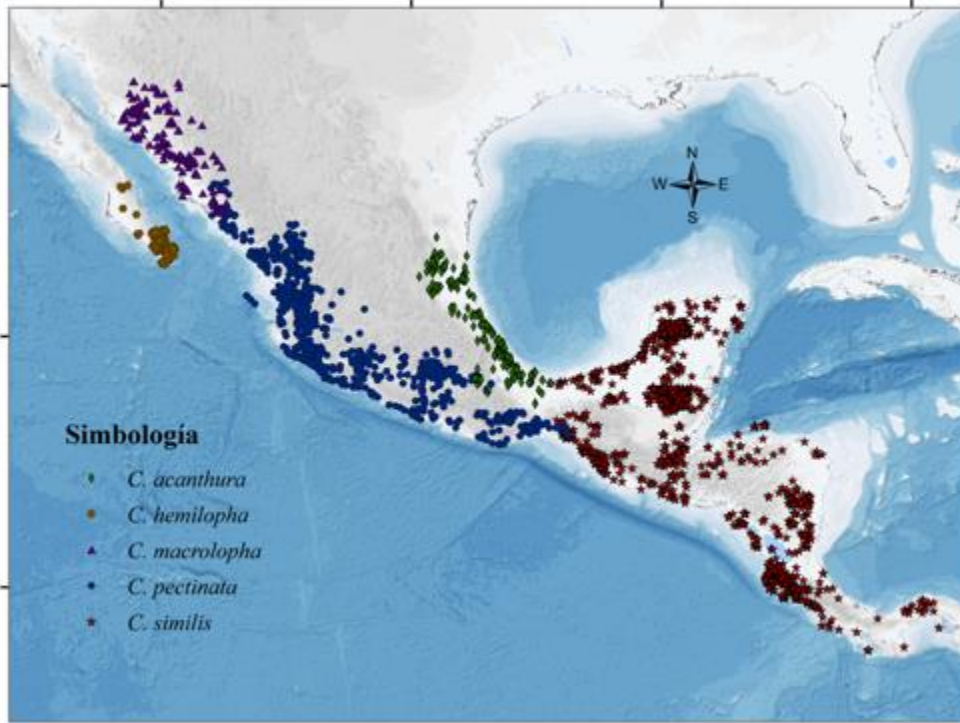 N
W E
S
Simbología
C. acanthura
C. hemilopha
C. macrolopha
C. pectinata
C. similis